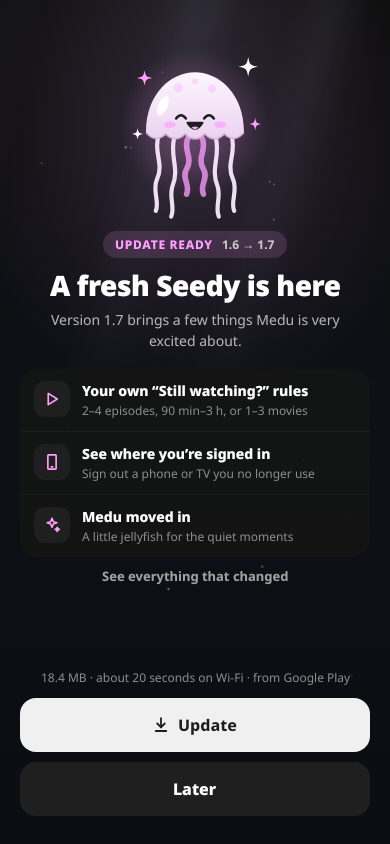 UPDATE READY 1.6 → 1.7
A fresh Seedy is here
Version 1.7 brings a few things Medu is very
excited about.
Your own “Still watching?” rules
2–4 episodes, 90 min–3 h, or 1–3 movies
See where you’re signed in
Sign out a phone or TV you no longer use
Medu moved in
A little jellyfish for the quiet moments
See everything that changed
18.4 MB · about 20 seconds on Wi-Fi · from Google Play
Update
Later